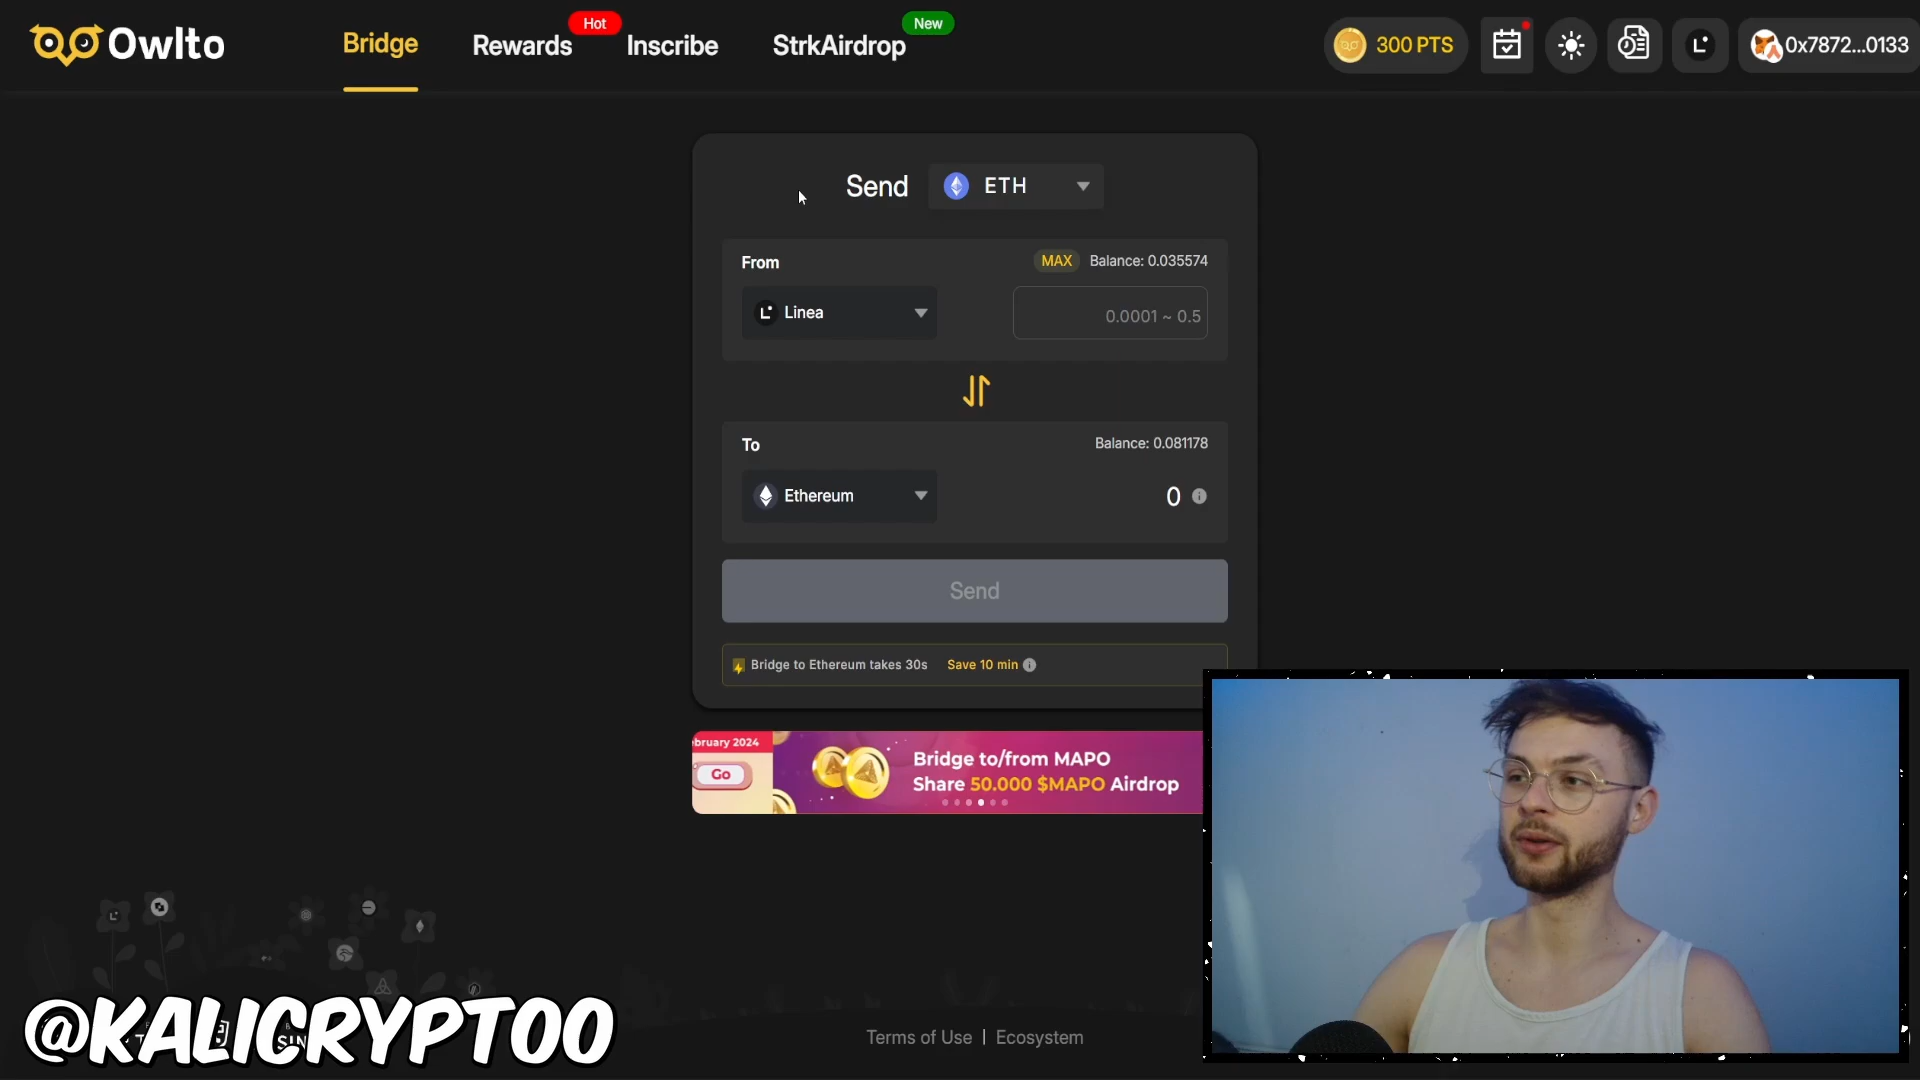 Owlto
Bridge
Rewards
Hot
Inscribe
StrkAirdrop
New
300 PTS
0x7872...0133
Send
ETH
From
MAX
Balance: 0.035574
Linea
0.0001 ~ 0.5
To
Balance: 0.081178
Ethereum
0
Send
Bridge to Ethereum takes 30s Save 10 min
ebruary 2024
Go
Bridge to/from MAPO
Share 50.000 $MAPO Airdrop
@KALICRYPTOO
Terms of Use | Ecosystem